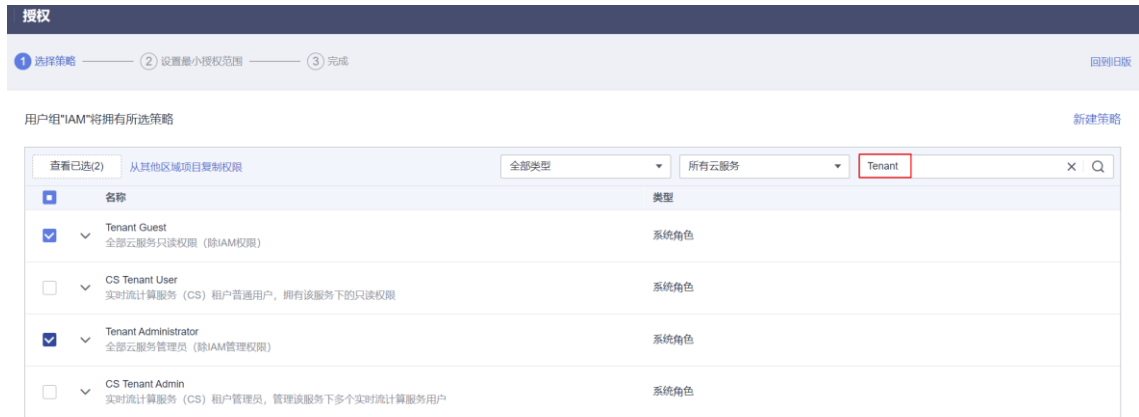 授权
1 选择策略 2 设置最小授权范围 3 完成 回到旧版
用户组"IAM"将拥有所选策略 新建策略
查看已选(2) 从其他区域项目复制权限 全部类型 所有云服务 Tenant
名称 类型
Tenant Guest
全部云服务只读权限（除IAM权限） 系统角色
CS Tenant User
实时流计算服务（CS）租户普通用户，拥有该服务下的只读权限 系统角色
Tenant Administrator
全部云服务管理员（除IAM管理权限） 系统角色
CS Tenant Admin
实时流计算服务（CS）租户管理员，管理该服务下多个实时流计算服务用户 系统角色